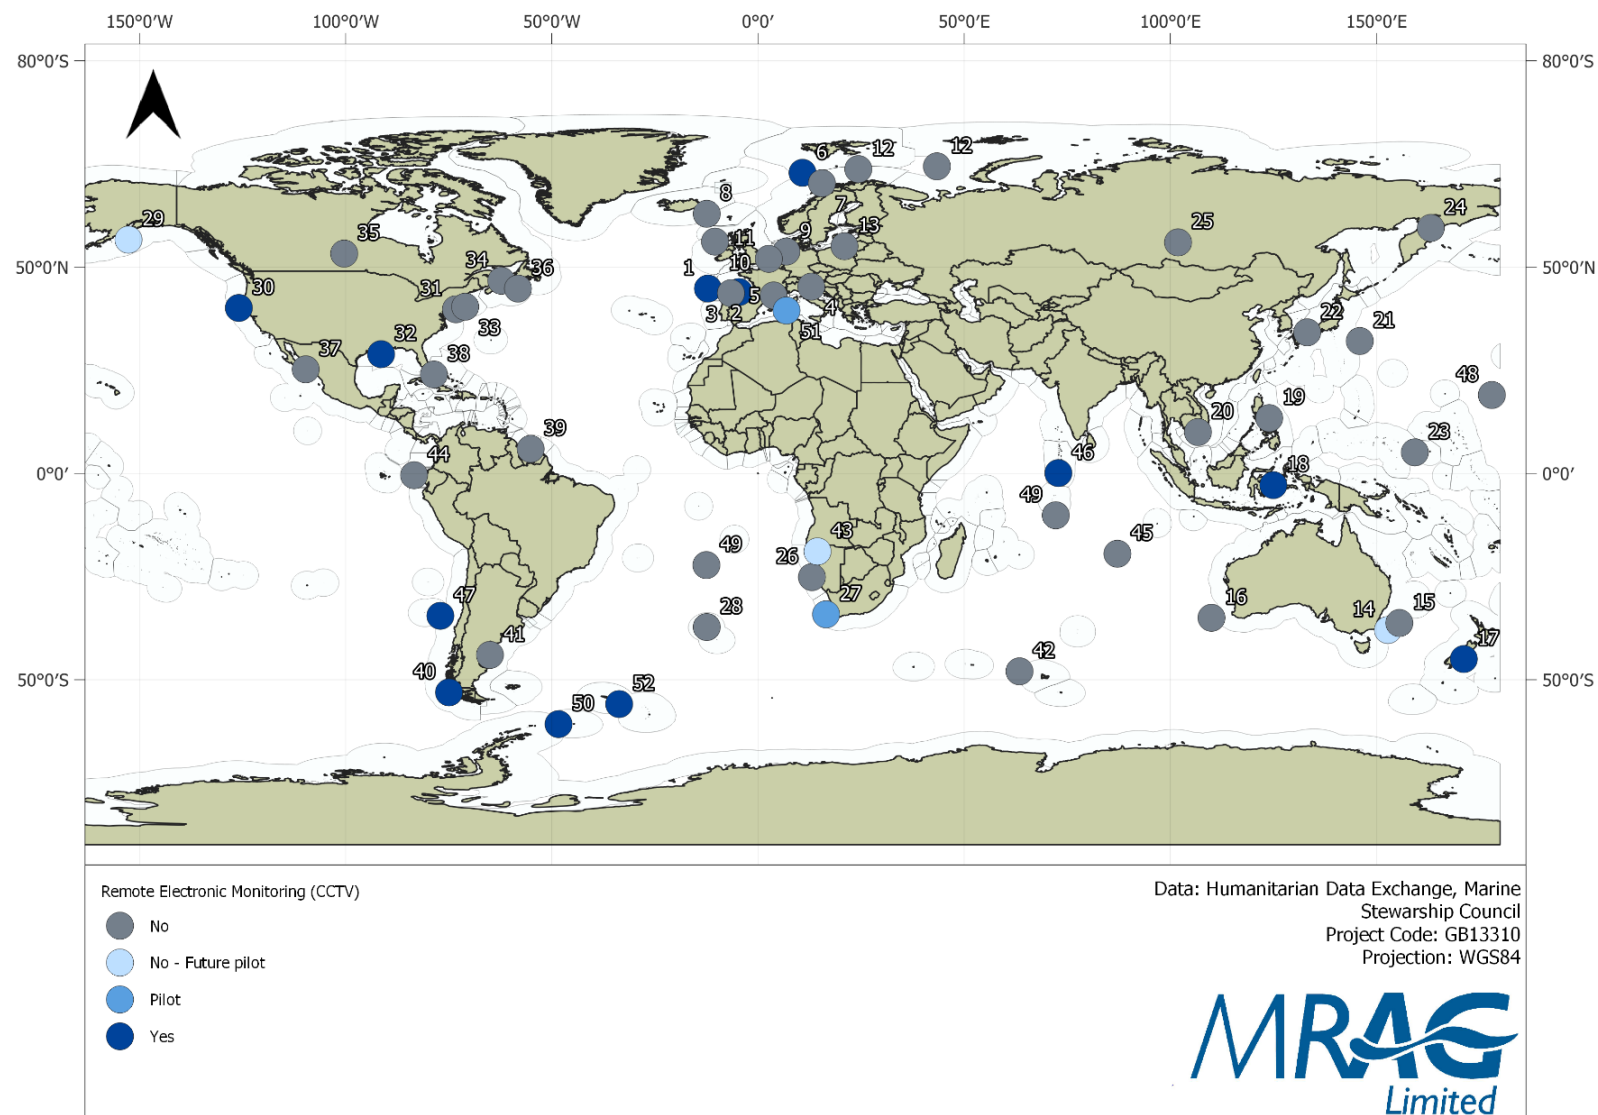 150°0′W 100°0′W 50°0′W 0°0′ 50°0′E 100°0′E 150°0′E
80°0′S 80°0′S
6 12 12
8 7 24
29 11 9 13 25
35
50°0′N 34 36 1 10 50°0′N
30 31 3 2 5 4 22 21
32 33 51
37 38 48
19
39 20 23
44 46 18
0°0′ 0°0′
49
43
49 26 45
47 28 27 16 14 15
41 17
40 42
50°0′S 52 50°0′S
50
Remote Electronic Monitoring (CCTV)
No
No - Future pilot
Pilot
Yes
Data: Humanitarian Data Exchange, Marine
Stewarship Council
Project Code: GB13310
Projection: WGS84
MRAG
Limited